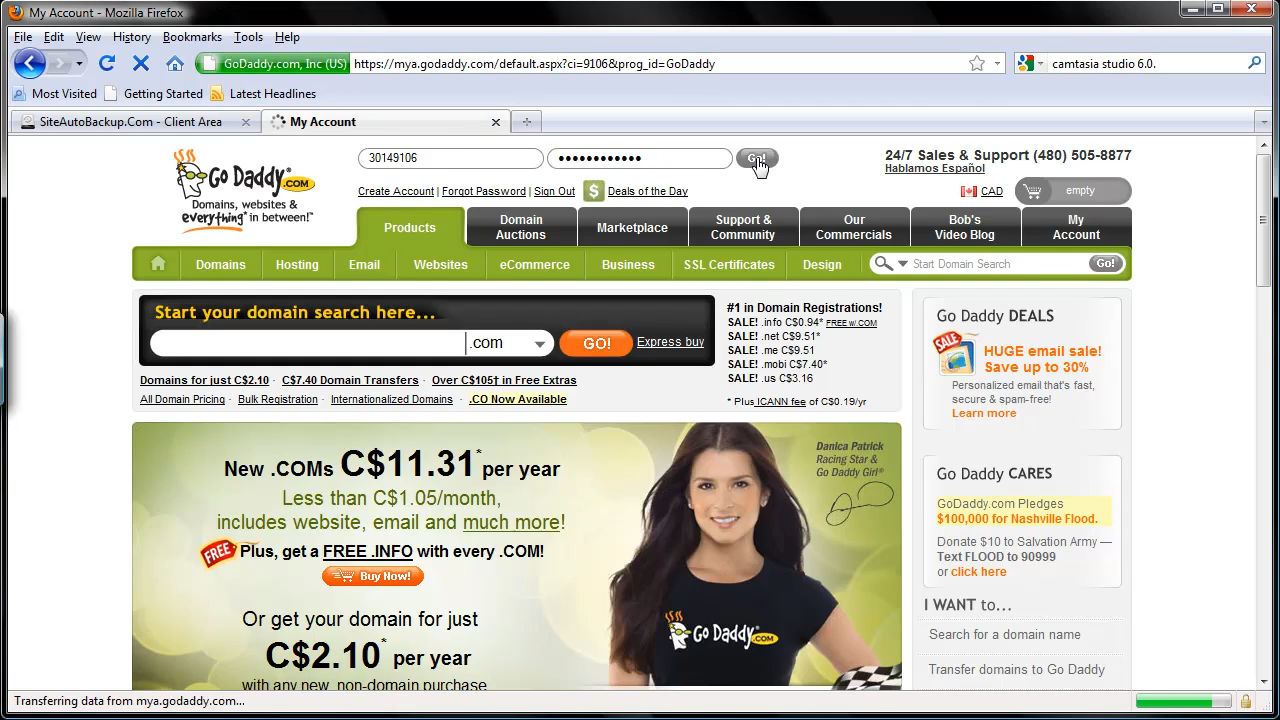 My Account - Mozilla Firefox
File Edit View History Bookmarks Tools Help
GoDaddy.com, Inc (US) https://mya.godaddy.com/default.aspx?ci=9106&prog_id=GoDaddy
camtasia studio 6.0.
Most Visited Getting Started Latest Headlines
SiteAutoBackup.Com - Client Area
My Account
30149106
••••••••••••
Go!
24/7 Sales & Support (480) 505-8877
Hablamos Español
Go Daddy.COM
Domains, websites &
everything* in between!™
Create Account | Forgot Password | Sign Out $ Deals of the Day
CAD
empty
Products
Domain Auctions
Marketplace
Support & Community
Our Commercials
Bob's Video Blog
My Account
Domains Hosting Email Websites eCommerce Business SSL Certificates Design
Start Domain Search Go!
Start your domain search here...
.com GO! Express buy
Domains for just C$2.10 · C$7.40 Domain Transfers · Over C$105† in Free Extras
All Domain Pricing · Bulk Registration · Internationalized Domains · .CO Now Available
#1 in Domain Registrations!
SALE! .info C$0.94* FREE w/.COM
SALE! .net C$9.51*
SALE! .me C$9.51
SALE! .mobi C$7.40*
SALE! .us C$3.16
* Plus ICANN fee of C$0.19/yr
Go Daddy DEALS
SALE
HUGE email sale!
Save up to 30%
Personalized email that's fast,
secure & spam-free!
Learn more
New .COMs C$11.31* per year
Less than C$1.05/month,
includes website, email and much more!
FREE Plus, get a FREE .INFO with every .COM!
Buy Now!
Or get your domain for just
C$2.10* per year
with any new, non-domain purchase
Danica Patrick
Racing Star &
Go Daddy Girl®
Go Daddy.COM
Go Daddy CARES
GoDaddy.com Pledges
$100,000 for Nashville Flood.
Donate $10 to Salvation Army —
Text FLOOD to 90999
or click here
I WANT to...
Search for a domain name
Transfer domains to Go Daddy
Transferring data from mya.godaddy.com...